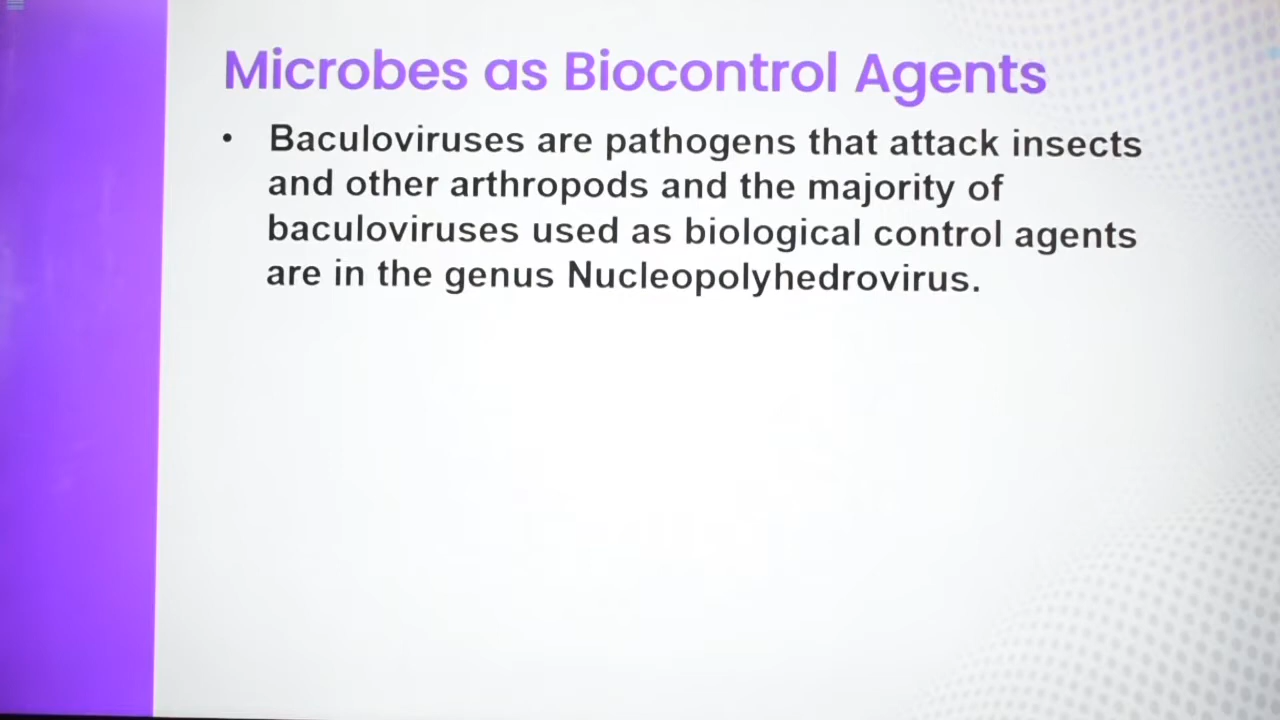 Microbes as Biocontrol Agents
• Baculoviruses are pathogens that attack insects
and other arthropods and the majority of
baculoviruses used as biological control agents
are in the genus Nucleopolyhedrovirus.